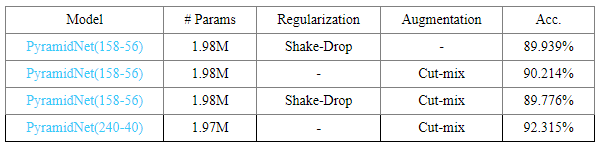 Model # Params Regularization Augmentation Acc.
PyramidNet(158-56) 1.98M Shake-Drop - 89.939%
PyramidNet(158-56) 1.98M - Cut-mix 90.214%
PyramidNet(158-56) 1.98M Shake-Drop Cut-mix 89.776%
PyramidNet(240-40) 1.97M - Cut-mix 92.315%